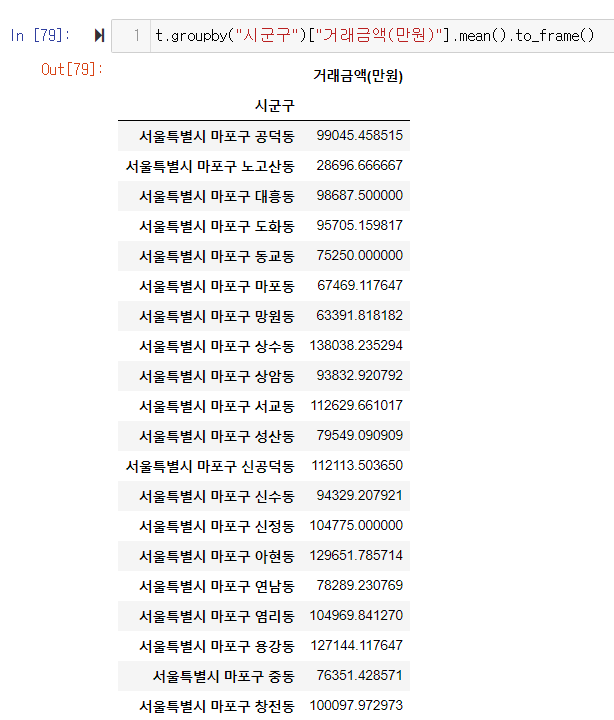 In [79]: 1 t.groupby("시군구")["거래금액(만원)"].mean().to_frame()
Out[79]:
거래금액(만원)
시군구
서울특별시 마포구 공덕동 99045.458515
서울특별시 마포구 노고산동 28696.666667
서울특별시 마포구 대흥동 98687.500000
서울특별시 마포구 도화동 95705.159817
서울특별시 마포구 동교동 75250.000000
서울특별시 마포구 마포동 67469.117647
서울특별시 마포구 망원동 63391.818182
서울특별시 마포구 상수동 138038.235294
서울특별시 마포구 상암동 93832.920792
서울특별시 마포구 서교동 112629.661017
서울특별시 마포구 성산동 79549.090909
서울특별시 마포구 신공덕동 112113.503650
서울특별시 마포구 신수동 94329.207921
서울특별시 마포구 신정동 104775.000000
서울특별시 마포구 아현동 129651.785714
서울특별시 마포구 연남동 78289.230769
서울특별시 마포구 염리동 104969.841270
서울특별시 마포구 용강동 127144.117647
서울특별시 마포구 중동 76351.428571
서울특별시 마포구 창전동 100097.972973